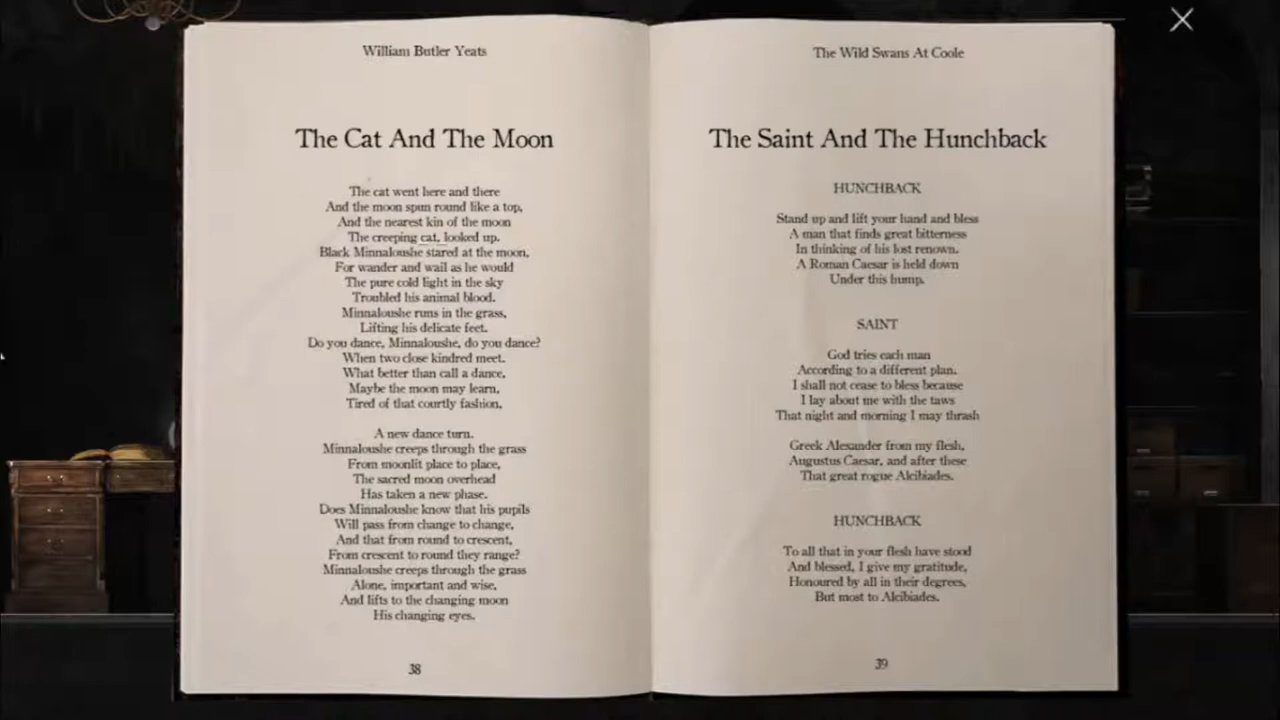 William Butler Yeats
The Cat And The Moon
The cat went here and there
And the moon spun round like a top,
And the nearest kin of the moon
The creeping cat, looked up.
Black Minnaloushe stared at the moon,
For wander and wail as he would
The pure cold light in the sky
Troubled his animal blood.
Minnaloushe runs in the grass,
Lifting his delicate feet.
Do you dance, Minnaloushe, do you dance?
When two close kindred meet.
What better than call a dance,
Maybe the moon may learn,
Tired of that courtly fashion,
A new dance turn.
Minnaloushe creeps through the grass
From moonlit place to place,
The sacred moon overhead
Has taken a new phase.
Does Minnaloushe know that his pupils
Will pass from change to change,
And that from round to crescent,
From crescent to round they range?
Minnaloushe creeps through the grass
Alone, important and wise,
And lifts to the changing moon
His changing eyes.
38
The Wild Swans At Coole
The Saint And The Hunchback
HUNCHBACK
Stand up and lift your hand and bless
A man that finds great bitterness
In thinking of his lost renown.
A Roman Caesar is held down
Under this hump.
SAINT
God tries each man
According to a different plan.
I shall not cease to bless because
I lay about me with the taws
That night and morning I may thrash
Greek Alexander from my flesh,
Augustus Caesar, and after these
That great rogue Alcibiades.
HUNCHBACK
To all that in your flesh have stood
And blessed, I give my gratitude,
Honoured by all in their degrees,
But most to Alcibiades.
39